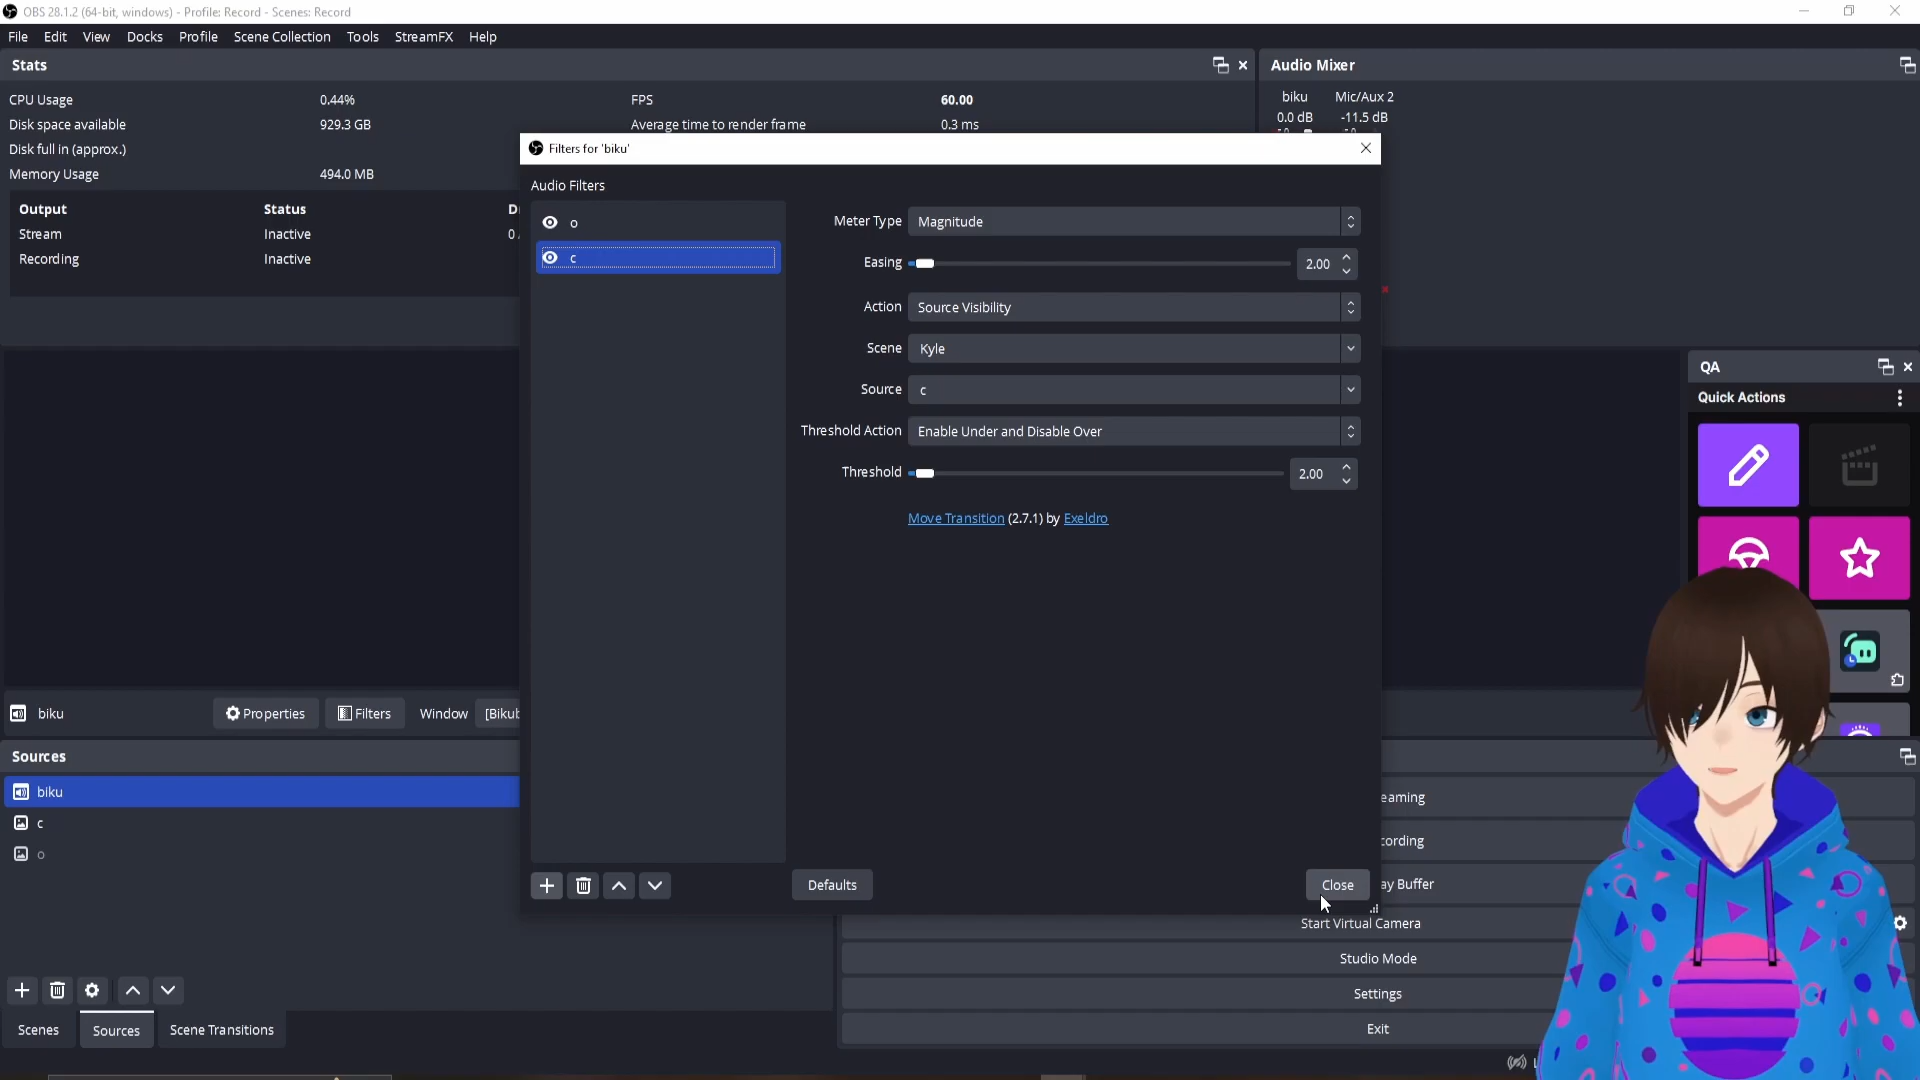 OBS 28.1.2 (64-bit, windows) - Profile: Record - Scenes: Record
File Edit View Docks Profile Scene Collection Tools StreamFX Help
Stats
CPU Usage 0.44% FPS 60.00
Disk space available 929.3 GB Average time to render frame 0.3 ms
Disk full in (approx.)
Memory Usage 494.0 MB
Output Status
Stream Inactive 0
Recording Inactive
Audio Mixer
biku Mic/Aux 2
0.0 dB -11.5 dB
Filters for 'biku'
Audio Filters
o
c
Meter Type Magnitude
Easing 2.00
Action Source Visibility
Scene Kyle
Source c
Threshold Action Enable Under and Disable Over
Threshold 2.00
Move Transition (2.7.1) by Exeldro
Defaults
Close
QA
Quick Actions
biku Properties Filters Window
Sources
biku
c
o
Scenes Sources Scene Transitions
Start Virtual Camera
Studio Mode
Settings
Exit